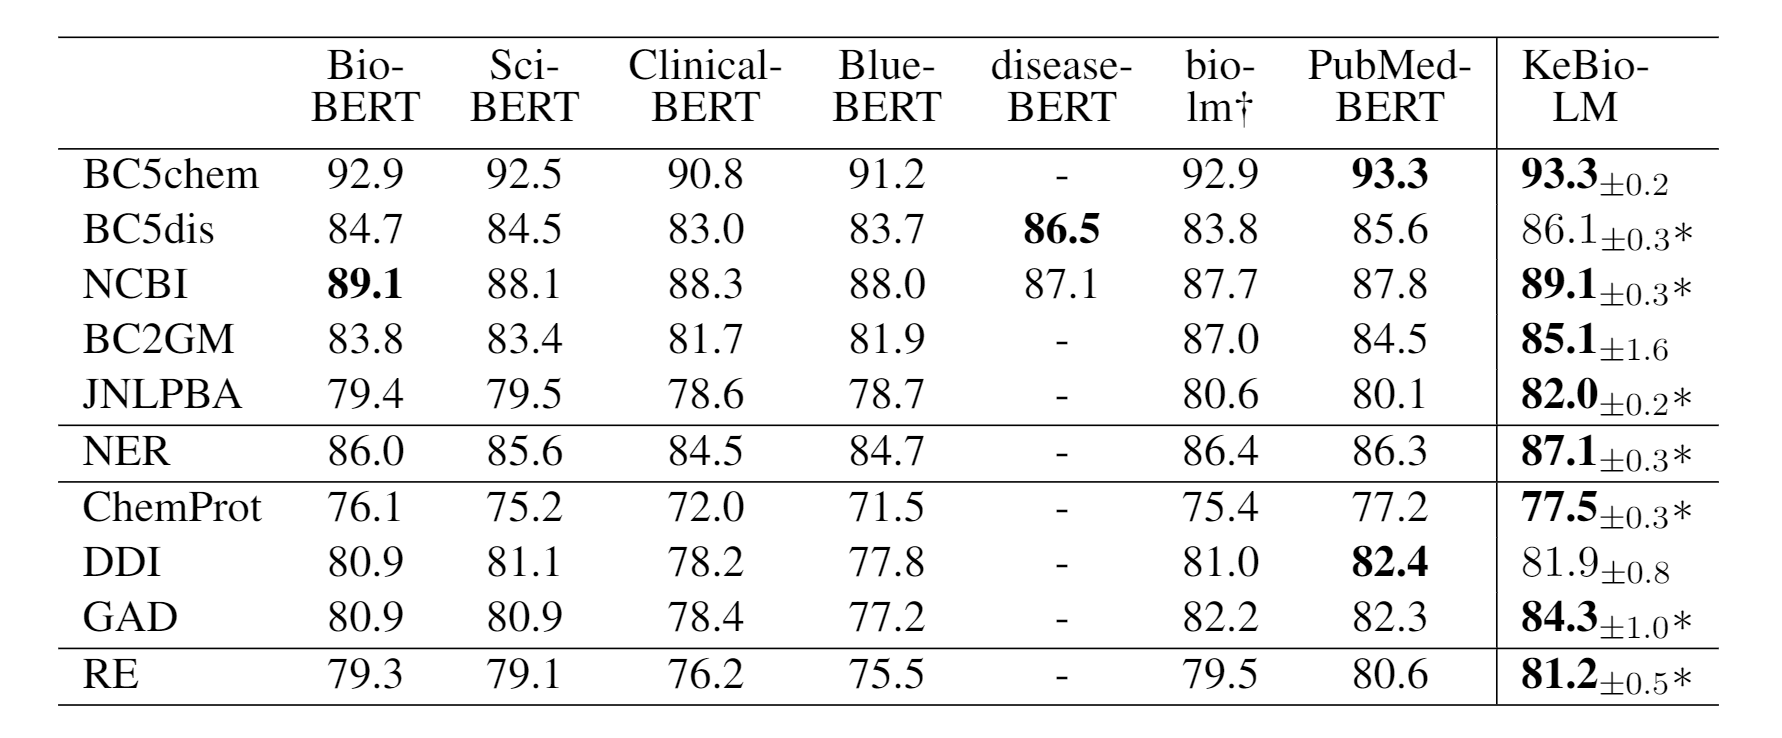 Bio- Sci- Clinical- Blue- disease- bio- PubMed- KeBio-
BERT BERT BERT BERT BERT lm† BERT LM
BC5chem 92.9 92.5 90.8 91.2 - 92.9 93.3 93.3±0.2
BC5dis 84.7 84.5 83.0 83.7 86.5 83.8 85.6 86.1±0.3*
NCBI 89.1 88.1 88.3 88.0 87.1 87.7 87.8 89.1±0.3*
BC2GM 83.8 83.4 81.7 81.9 - 87.0 84.5 85.1±1.6
JNLPBA 79.4 79.5 78.6 78.7 - 80.6 80.1 82.0±0.2*
NER 86.0 85.6 84.5 84.7 - 86.4 86.3 87.1±0.3*
ChemProt 76.1 75.2 72.0 71.5 - 75.4 77.2 77.5±0.3*
DDI 80.9 81.1 78.2 77.8 - 81.0 82.4 81.9±0.8
GAD 80.9 80.9 78.4 77.2 - 82.2 82.3 84.3±1.0*
RE 79.3 79.1 76.2 75.5 - 79.5 80.6 81.2±0.5*